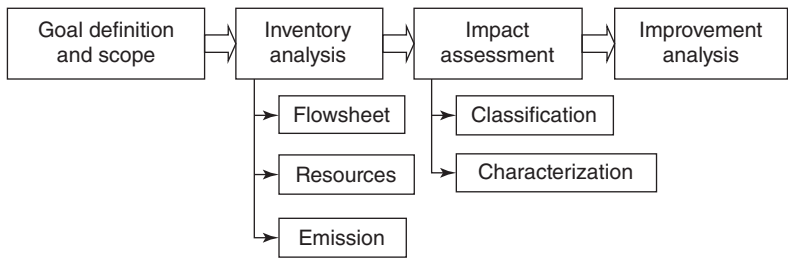 Goal definition
and scope
Inventory
analysis
Impact
assessment
Improvement
analysis
Flowsheet
Resources
Emission
Classification
Characterization